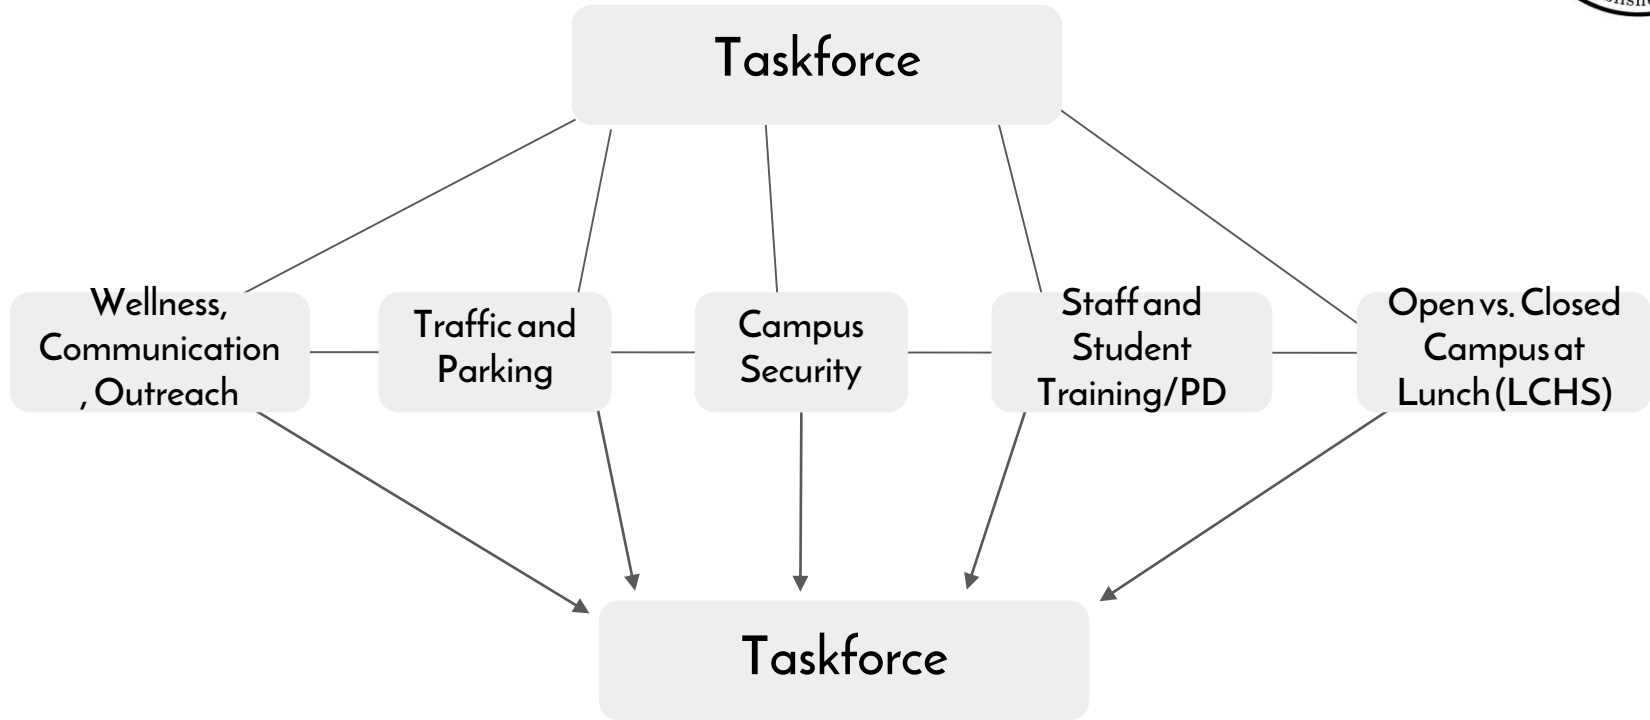 Taskforce
Wellness,
Communication
, Outreach
Traffic and
Parking
Campus
Security
Staff and
Student
Training/PD
Open vs. Closed
Campus at
Lunch (LCHS)
Taskforce